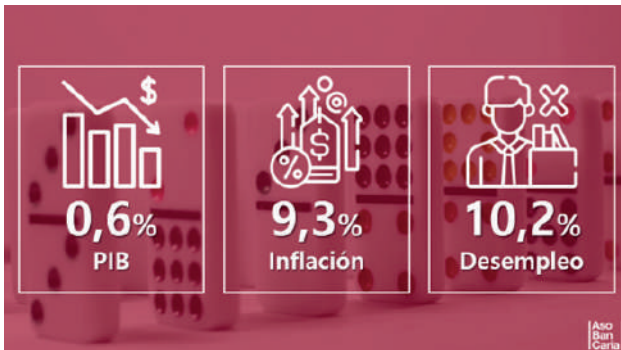 0,6%
PIB
9,3%
Inflación
10,2%
Desempleo
Aso
Ban
Caria